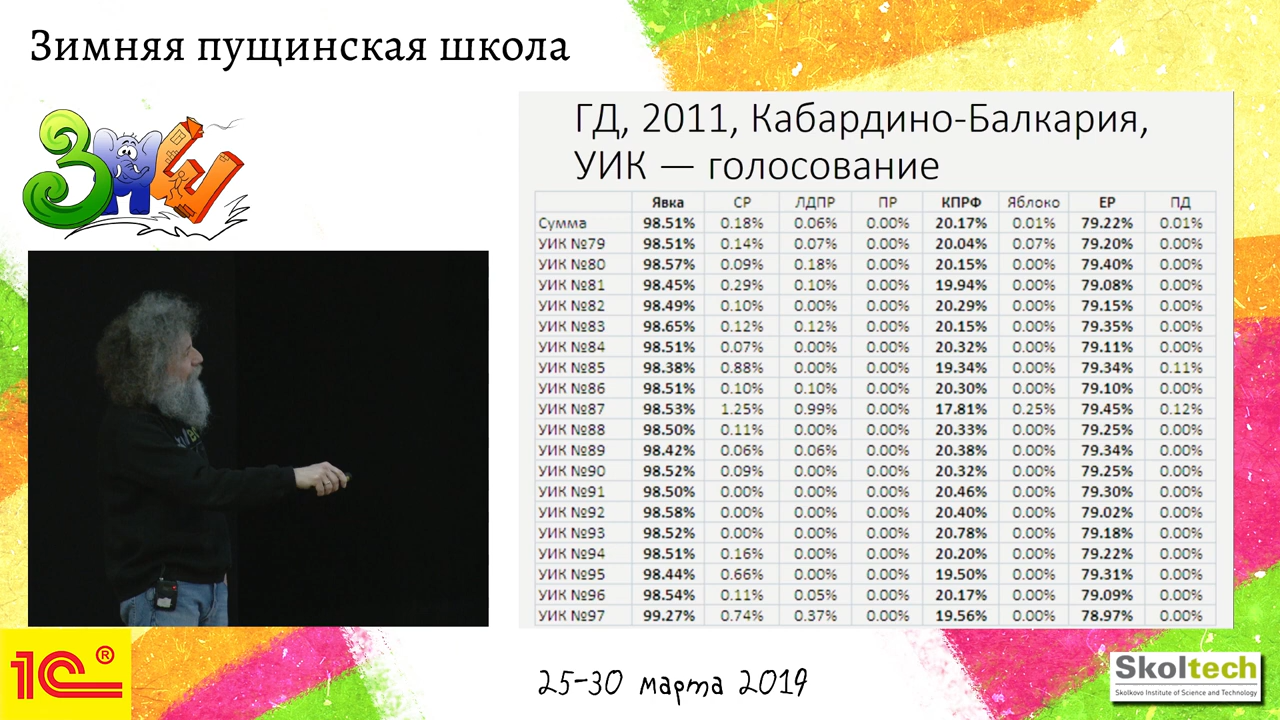 Зимняя пущинская школа
ЗПШ
ГД, 2011, Кабардино-Балкария,
УИК — голосование
Явка СР ЛДПР ПР КПРФ Яблоко ЕР ПД
Сумма 98.51% 0.18% 0.06% 0.00% 20.17% 0.01% 79.22% 0.01%
УИК №79 98.51% 0.14% 0.07% 0.00% 20.04% 0.07% 79.20% 0.00%
УИК №80 98.57% 0.09% 0.18% 0.00% 20.15% 0.00% 79.40% 0.00%
УИК №81 98.45% 0.29% 0.10% 0.00% 19.94% 0.00% 79.08% 0.00%
УИК №82 98.49% 0.10% 0.00% 0.00% 20.29% 0.00% 79.15% 0.00%
УИК №83 98.65% 0.12% 0.12% 0.00% 20.15% 0.00% 79.35% 0.00%
УИК №84 98.51% 0.07% 0.00% 0.00% 20.32% 0.00% 79.11% 0.00%
УИК №85 98.38% 0.88% 0.00% 0.00% 19.34% 0.00% 79.34% 0.11%
УИК №86 98.51% 0.10% 0.10% 0.00% 20.30% 0.00% 79.10% 0.00%
УИК №87 98.53% 1.25% 0.99% 0.00% 17.81% 0.25% 79.45% 0.12%
УИК №88 98.50% 0.11% 0.00% 0.00% 20.33% 0.00% 79.25% 0.00%
УИК №89 98.42% 0.06% 0.06% 0.00% 20.38% 0.00% 79.34% 0.00%
УИК №90 98.52% 0.09% 0.00% 0.00% 20.32% 0.00% 79.25% 0.00%
УИК №91 98.50% 0.00% 0.00% 0.00% 20.46% 0.00% 79.30% 0.00%
УИК №92 98.58% 0.00% 0.00% 0.00% 20.40% 0.00% 79.02% 0.00%
УИК №93 98.52% 0.00% 0.00% 0.00% 20.78% 0.00% 79.18% 0.00%
УИК №94 98.51% 0.16% 0.00% 0.00% 20.20% 0.00% 79.22% 0.00%
УИК №95 98.44% 0.66% 0.00% 0.00% 19.50% 0.00% 79.31% 0.00%
УИК №96 98.54% 0.11% 0.05% 0.00% 20.17% 0.00% 79.09% 0.00%
УИК №97 99.27% 0.74% 0.37% 0.00% 19.56% 0.00% 78.97% 0.00%
1С®
25-30 марта 2019
Skoltech
Skolkovo Institute of Science and Technology